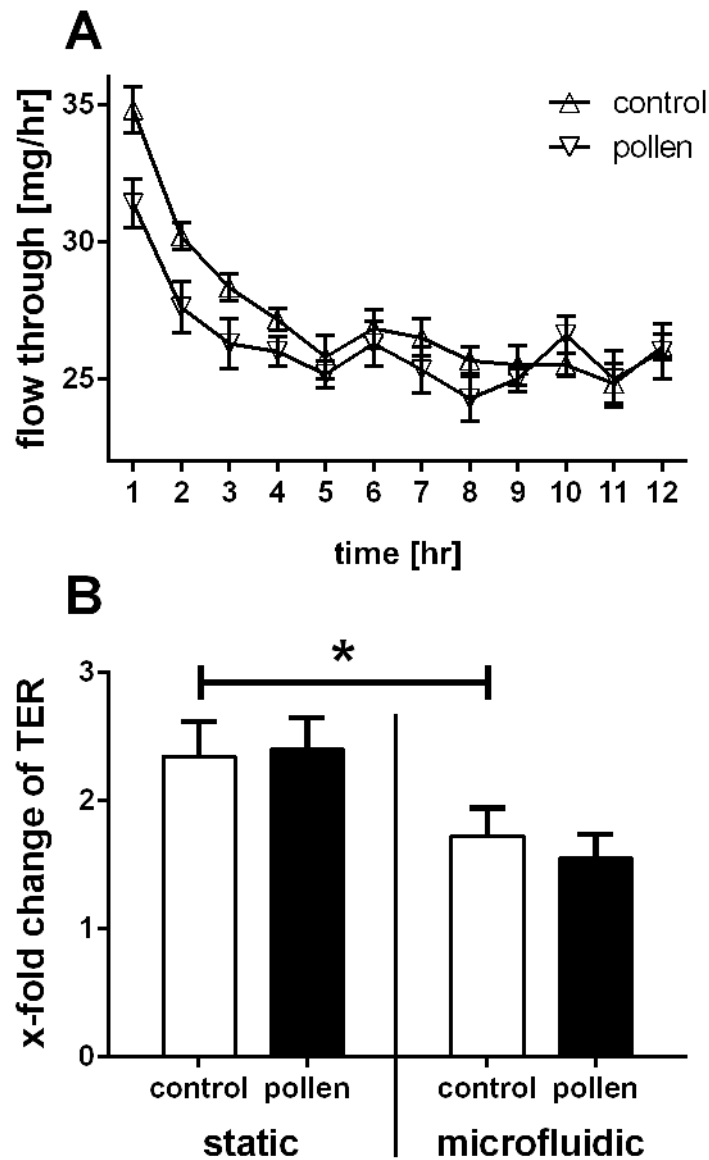 A
flow through [mg/hr]
35
30
25
control
pollen
1 2 3 4 5 6 7 8 9 10 11 12
time [hr]
B
x-fold change of TER
3
2
1
0
*
control pollen control pollen
static microfluidic